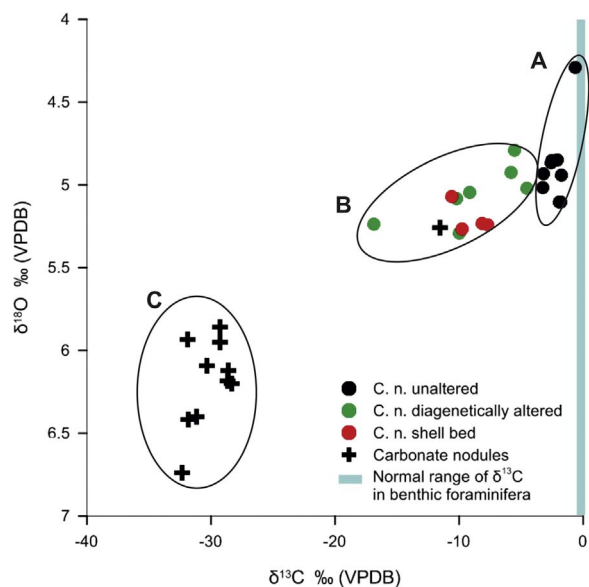 4
4.5
5
5.5
6
6.5
7
δ¹⁸O ‰ (VPDB)
A
B
C
C. n. unaltered
C. n. diagenetically altered
C. n. shell bed
Carbonate nodules
Normal range of δ¹³C
in benthic foraminifera
-40
-30
-20
-10
0
δ¹³C ‰ (VPDB)